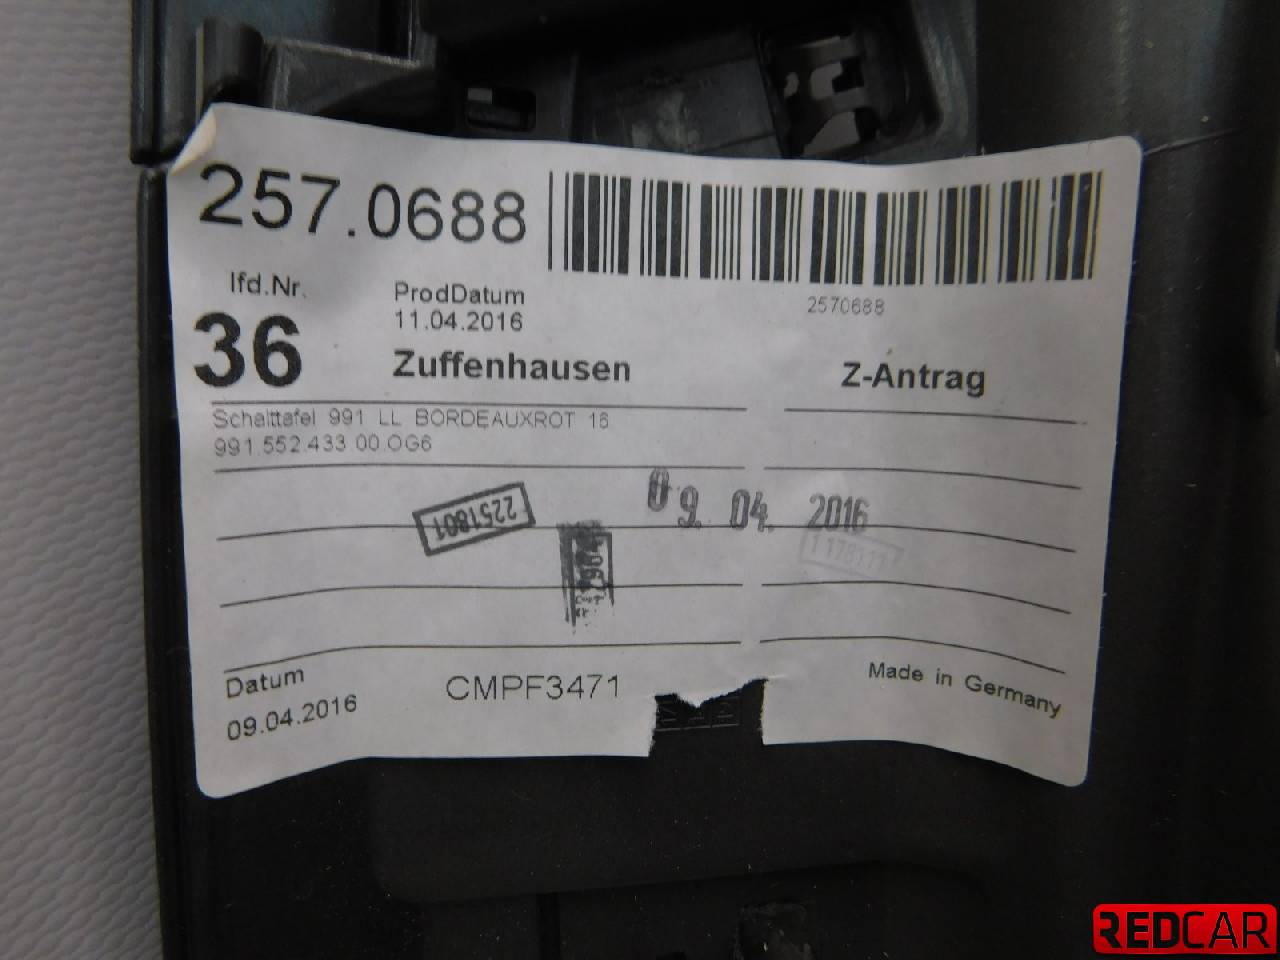 257.0688
2570688
lfd.Nr.
ProdDatum
11.04.2016
36
Zuffenhausen
Z-Antrag
Schalttafel 991 LL BORDEAUXROT 16
991.552.433.00.OG6
09. 04. 2016
2251801
Datum
09.04.2016
CMPF3471
Made in Germany
REDCAR